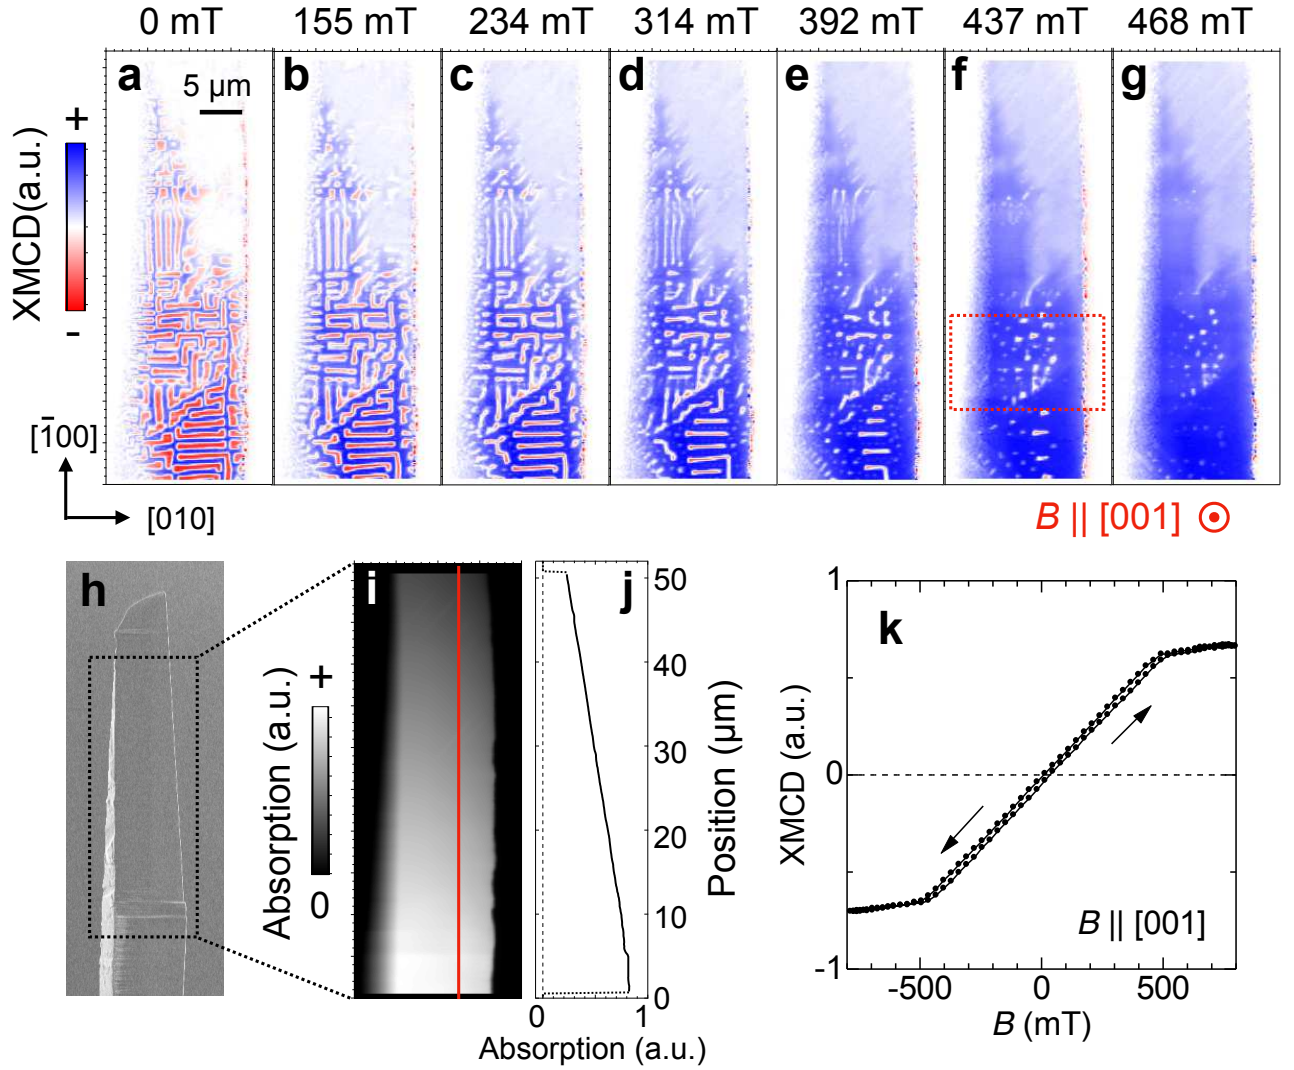 0 mT 155 mT 234 mT 314 mT 392 mT 437 mT 468 mT
a b c d e f g
5 µm
XMCD(a.u.)
+
-
[1̄00]
[010]
B || [001]
h i j k
Absorption (a.u.)
+
0
50
40
30
20
10
0
Position (µm)
0 1
Absorption (a.u.)
1
0
-1
XMCD (a.u.)
B || [001]
-500 0 500
B (mT)